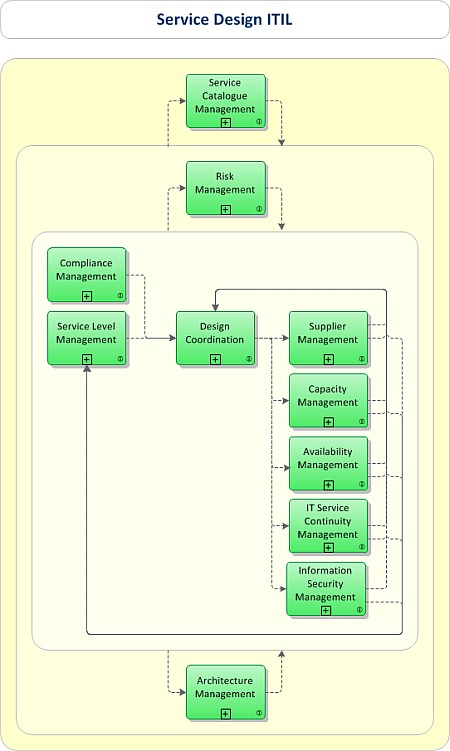 Service Design ITIL
Service
Catalogue
Management
Risk
Management
Compliance
Management
Service Level
Management
Design
Coordination
Supplier
Management
Capacity
Management
Availability
Management
IT Service
Continuity
Management
Information
Security
Management
Architecture
Management